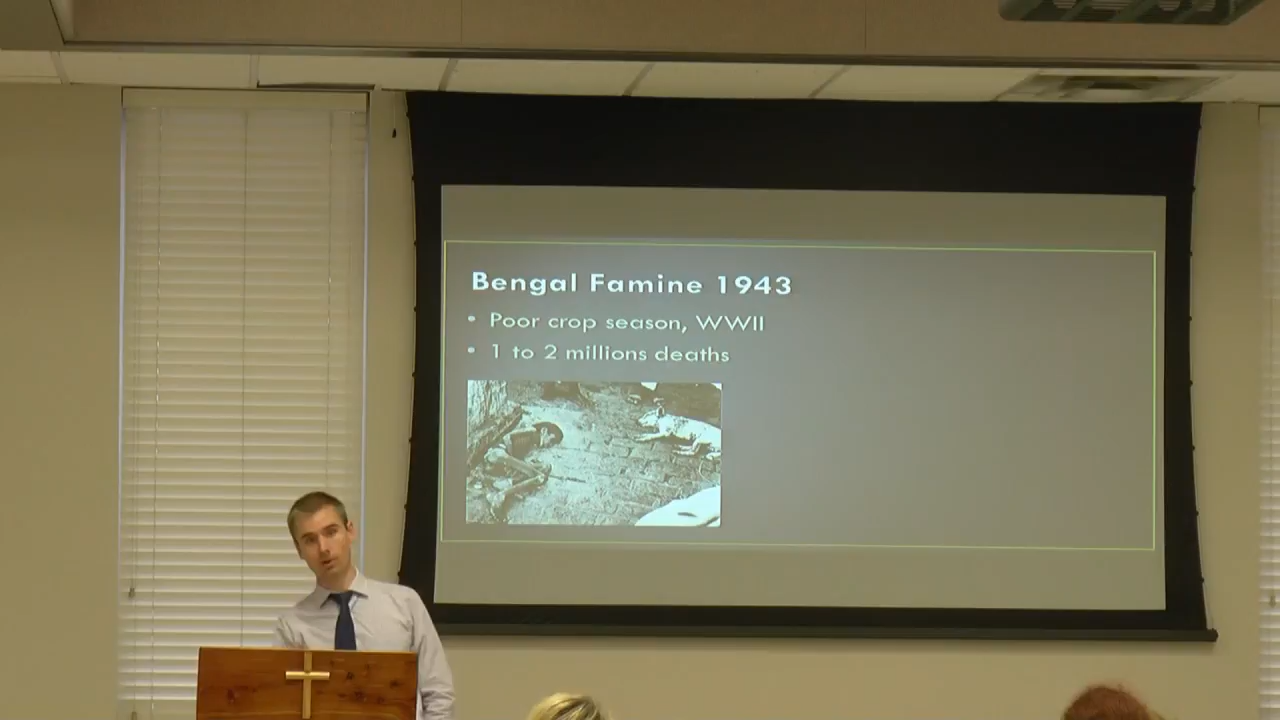 Bengal Famine 1943
• Poor crop season, WWII
• 1 to 2 millions deaths